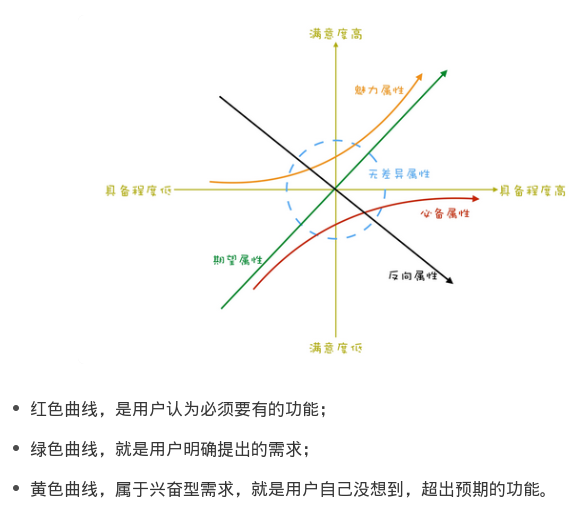 满意度高
魅力属性
无差异属性
具备程度低
具备程度高
必备属性
期望属性
反向属性
满意度低
• 红色曲线，是用户认为必须要有的功能；
• 绿色曲线，就是用户明确提出的需求；
• 黄色曲线，属于兴奋型需求，就是用户自己没想到，超出预期的功能。